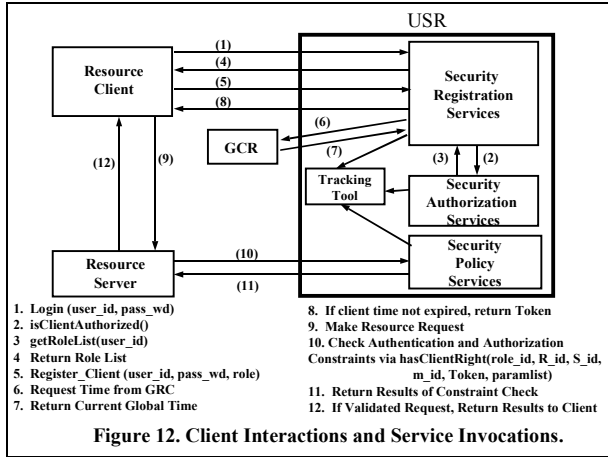 USR
Resource
Client
(1)
(4)
(5)
(8)
Security
Registration
Services
(6)
(7)
GCR
(12)
(9)
(3)
(2)
Tracking
Tool
Security
Authorization
Services
Resource
Server
(10)
(11)
Security
Policy
Services
1. Login (user_id, pass_wd)
2. isClientAuthorized()
3 getRoleList(user_id)
4 Return Role List
5. Register_Client (user_id, pass_wd, role)
6. Request Time from GRC
7. Return Current Global Time
8. If client time not expired, return Token
9. Make Resource Request
10. Check Authentication and Authorization
Constraints via hasClientRight(role_id, R_id, S_id,
m_id, Token, paramlist)
11. Return Results of Constraint Check
12. If Validated Request, Return Results to Client
Figure 12. Client Interactions and Service Invocations.